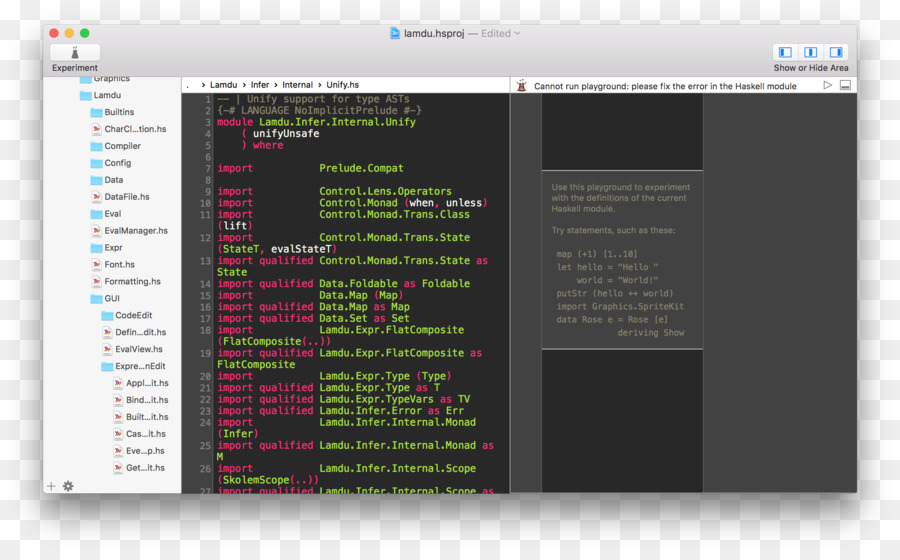 lamdu.hsproj — Edited
Experiment
Show or Hide Area
Graphics
Lamdu
Builtins
CharCl...tion.hs
Compiler
Config
Data
DataFile.hs
Eval
EvalManager.hs
Expr
Font.hs
Formatting.hs
GUI
CodeEdit
Defin...dit.hs
EvalView.hs
Expre...nEdit
Appl...it.hs
Bind...it.hs
Built...it.hs
Cas...it.hs
Eve...p.hs
Get...it.hs
. › Lamdu › Infer › Internal › Unify.hs
1 -- | Unify support for type ASTs
2 {-# LANGUAGE NoImplicitPrelude #-}
3 module Lamdu.Infer.Internal.Unify
4 ( unifyUnsafe
5 ) where
6
7 import Prelude.Compat
8
9 import Control.Lens.Operators
10 import Control.Monad (when, unless)
11 import Control.Monad.Trans.Class
(lift)
12 import Control.Monad.Trans.State
(StateT, evalStateT)
13 import qualified Control.Monad.Trans.State as
State
14 import qualified Data.Foldable as Foldable
15 import Data.Map (Map)
16 import qualified Data.Map as Map
17 import qualified Data.Set as Set
18 import Lamdu.Expr.FlatComposite
(FlatComposite(..))
19 import qualified Lamdu.Expr.FlatComposite as
FlatComposite
20 import Lamdu.Expr.Type (Type)
21 import qualified Lamdu.Expr.Type as T
22 import qualified Lamdu.Expr.TypeVars as TV
23 import qualified Lamdu.Infer.Error as Err
24 import Lamdu.Infer.Internal.Monad
(Infer)
25 import qualified Lamdu.Infer.Internal.Monad as
M
26 import Lamdu.Infer.Internal.Scope
(SkolemScope(..))
27 import qualified Lamdu.Infer.Internal.Scope as
Cannot run playground: please fix the error in the Haskell module
Use this playground to experiment
with the definitions of the current
Haskell module.
Try statements, such as these:
map (+1) [1..10]
let hello = "Hello "
world = "World!"
putStr (hello ++ world)
import Graphics.SpriteKit
data Rose e = Rose [e]
deriving Show